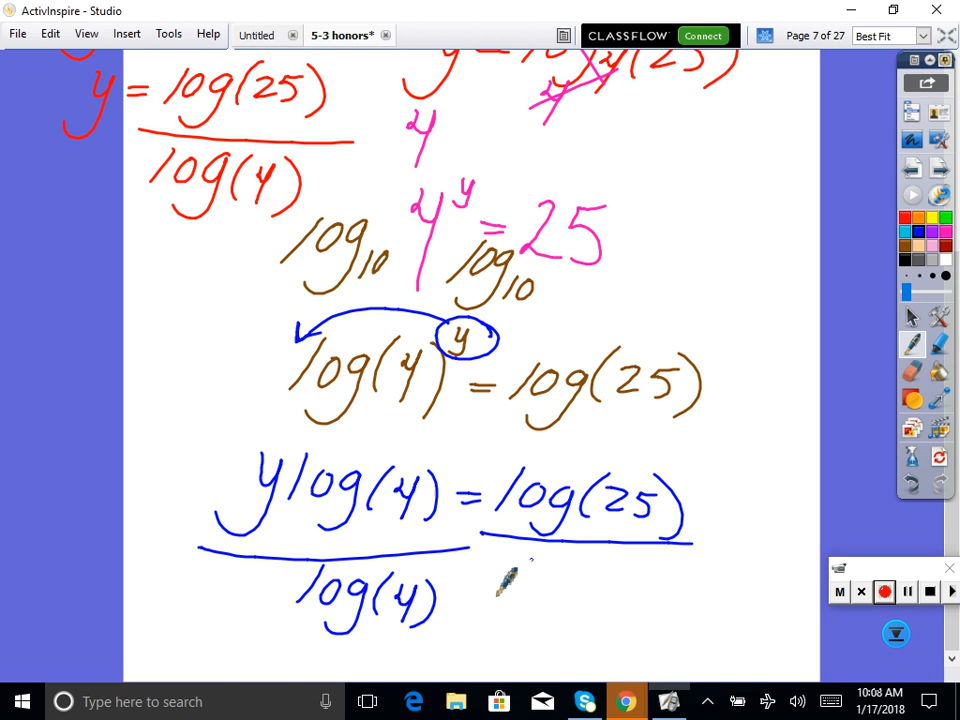 ActivInspire - Studio
File Edit View Insert Tools Help Untitled 5-3 honors* CLASSFLOW Connect Page 7 of 27 Best Fit
y = log(25)
log(4)
4
4^y = 25
log10 log10
log(4)^y = log(25)
y log(4) = log(25)
log(4)
M
Type here to search
10:08 AM
1/17/2018